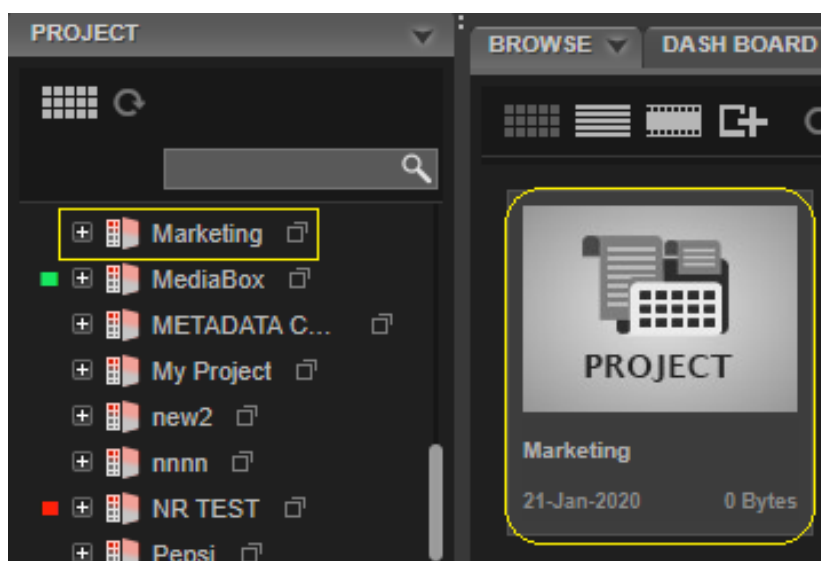 PROJECT
Marketing
MediaBox
METADATA C...
My Project
new2
nnnn
NR TEST
Pepsi
BROWSE
DASH BOARD
PROJECT
Marketing
21-Jan-2020 0 Bytes